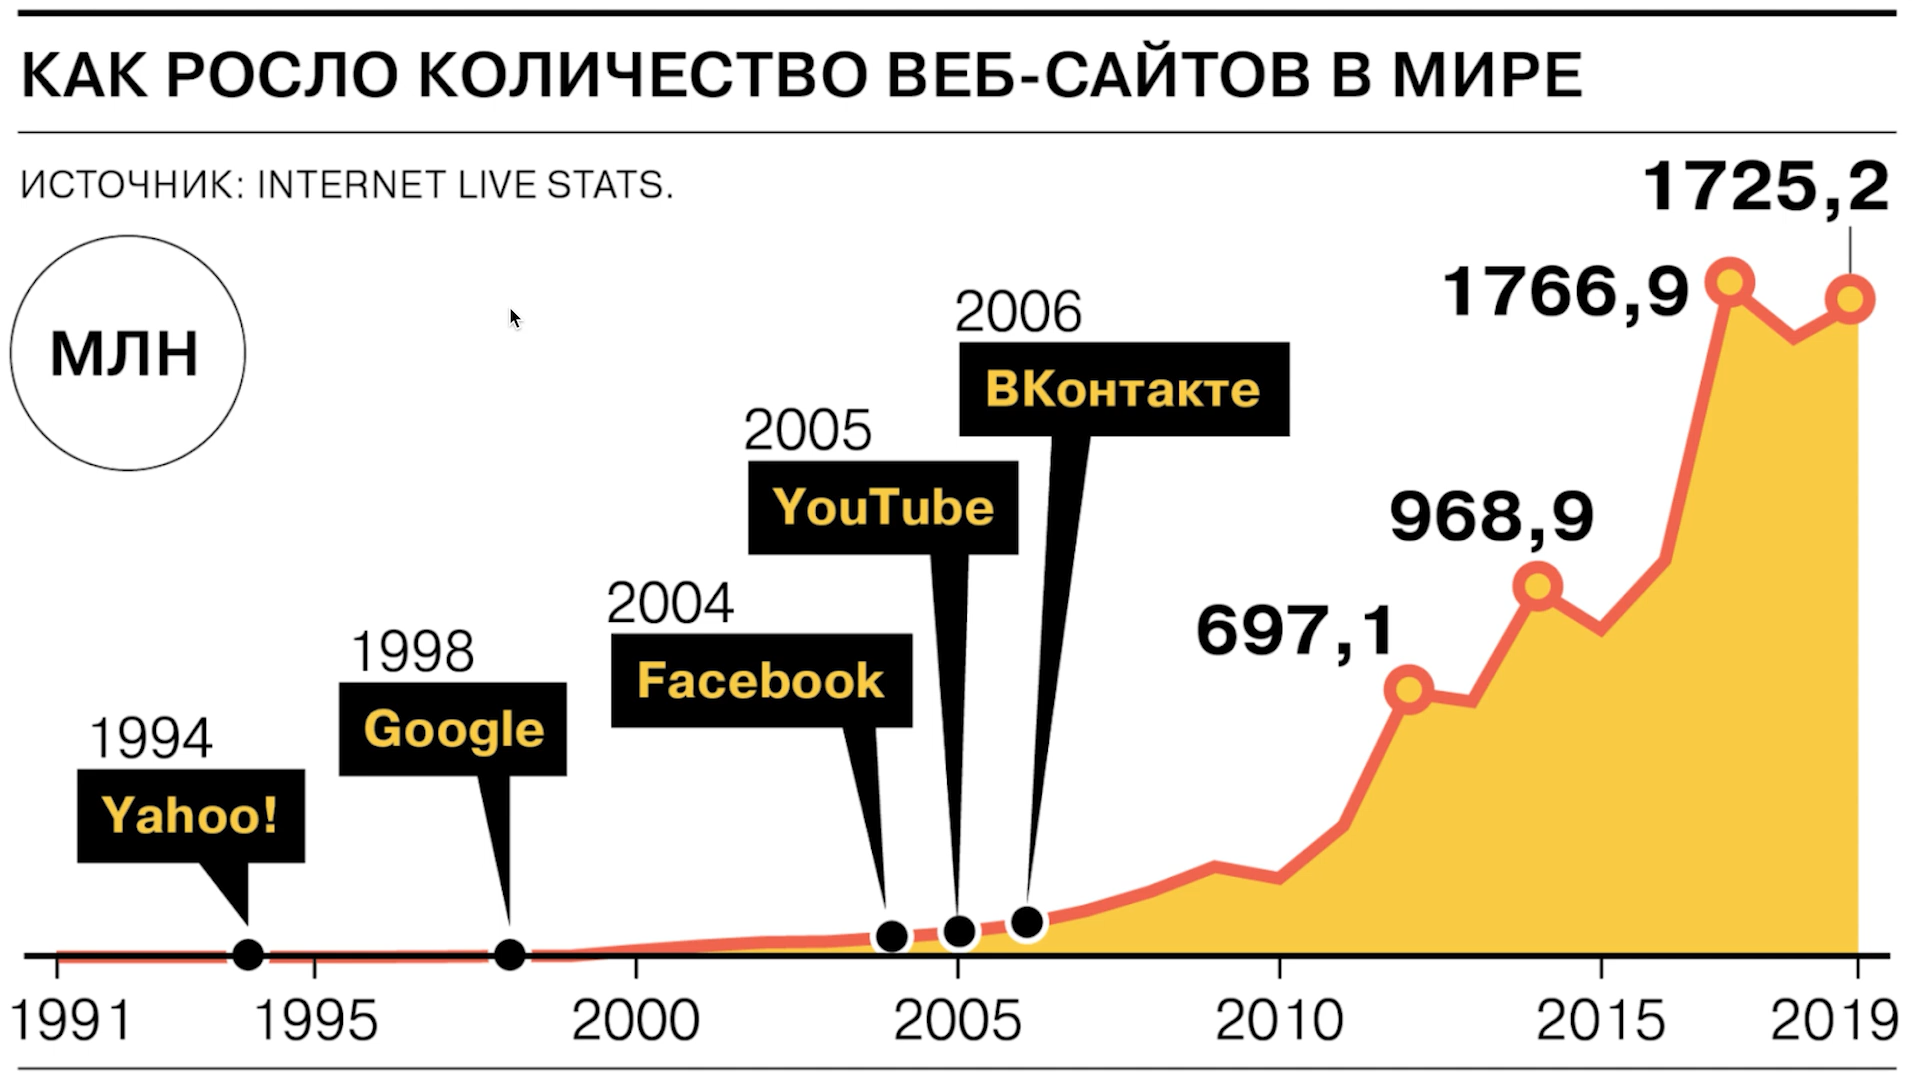 КАК РОСЛО КОЛИЧЕСТВО ВЕБ-САЙТОВ В МИРЕ
ИСТОЧНИК: INTERNET LIVE STATS.
МЛН
1994
Yahoo!
1998
Google
2004
Facebook
2005
YouTube
2006
ВКонтакте
697,1
968,9
1766,9
1725,2
1991 1995 2000 2005 2010 2015 2019